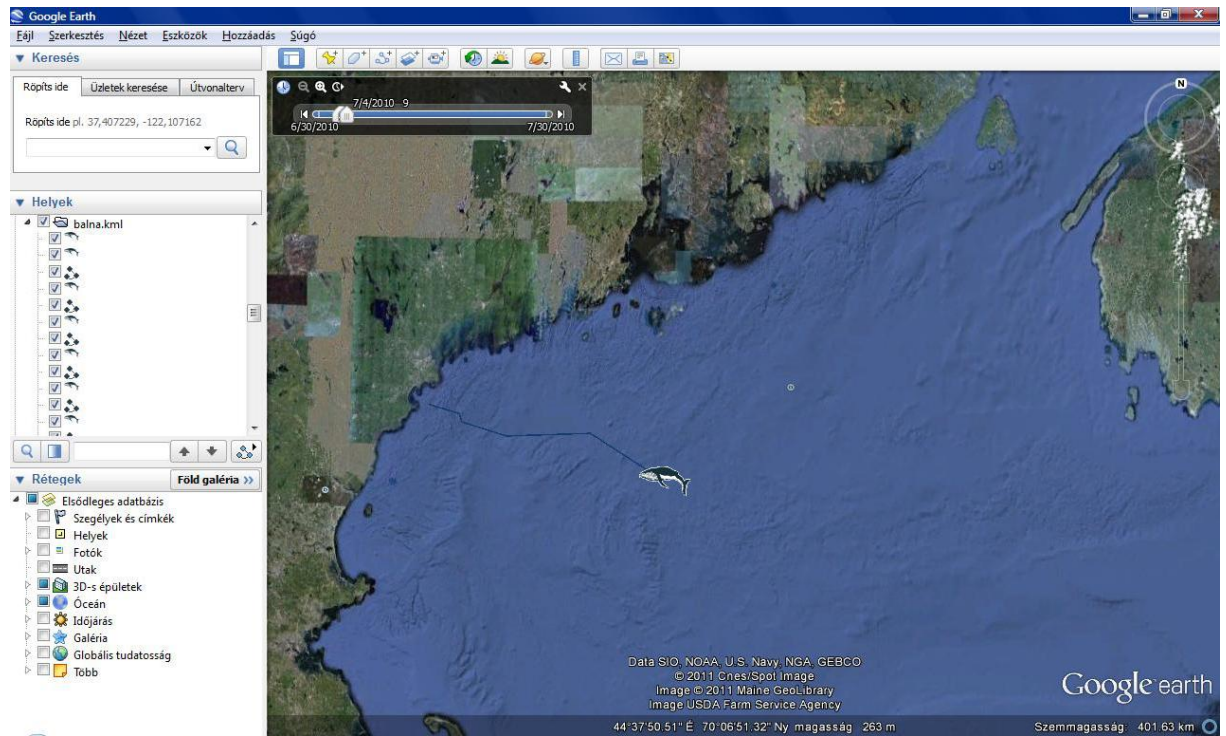 Google Earth
Fájl Szerkesztés Nézet Eszközök Hozzáadás Súgó
Keresés
Röpíts ide Üzletek keresése Útvonalterv
Röpíts ide pl. 37,407229, -122,107162
Helyek
balna.kml
Rétegek Föld galéria >>
Elsődleges adatbázis
Szegélyek és címkék
Helyek
Fotók
Utak
3D-s épületek
Óceán
Időjárás
Galéria
Globális tudatosság
Több
7/4/2010 9
6/30/2010 7/30/2010
N
Data SIO, NOAA, U.S. Navy, NGA, GEBCO
© 2011 Cnes/Spot Image
Image © 2011 Maine GeoLibrary
Image USDA Farm Service Agency
Google earth
44°37'50.51" É 70°06'51.32" Ny magasság 263 m Szemmagasság: 401.63 km